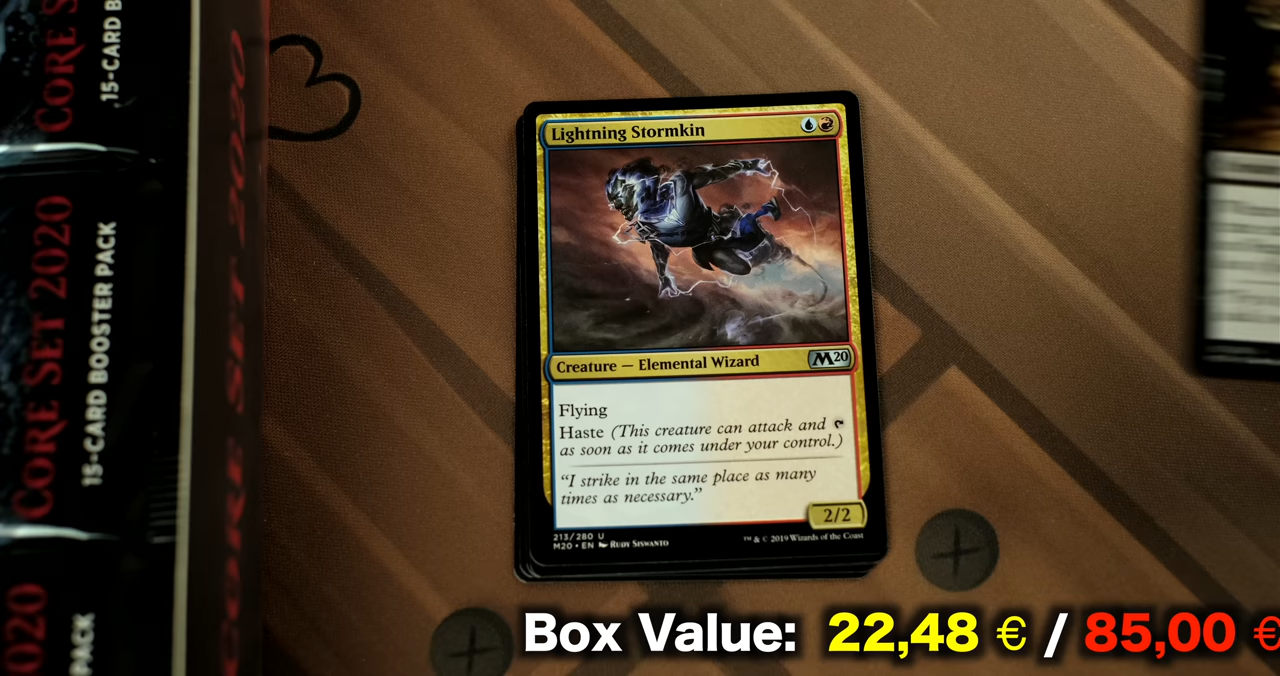 CORE S
15-CARD B
CORE SET 2020
15-CARD BOOSTER PACK
2020
PACK
CORE SET 2020
Lightning Stormkin
Creature — Elemental Wizard
M20
Flying
Haste (This creature can attack and
as soon as it comes under your control.)
“I strike in the same place as many
times as necessary.”
2/2
213/280 U
M20 • EN Rudy Siswanto
™ & © 2019 Wizards of the Coast
Box Value: 22,48 € / 85,00 €